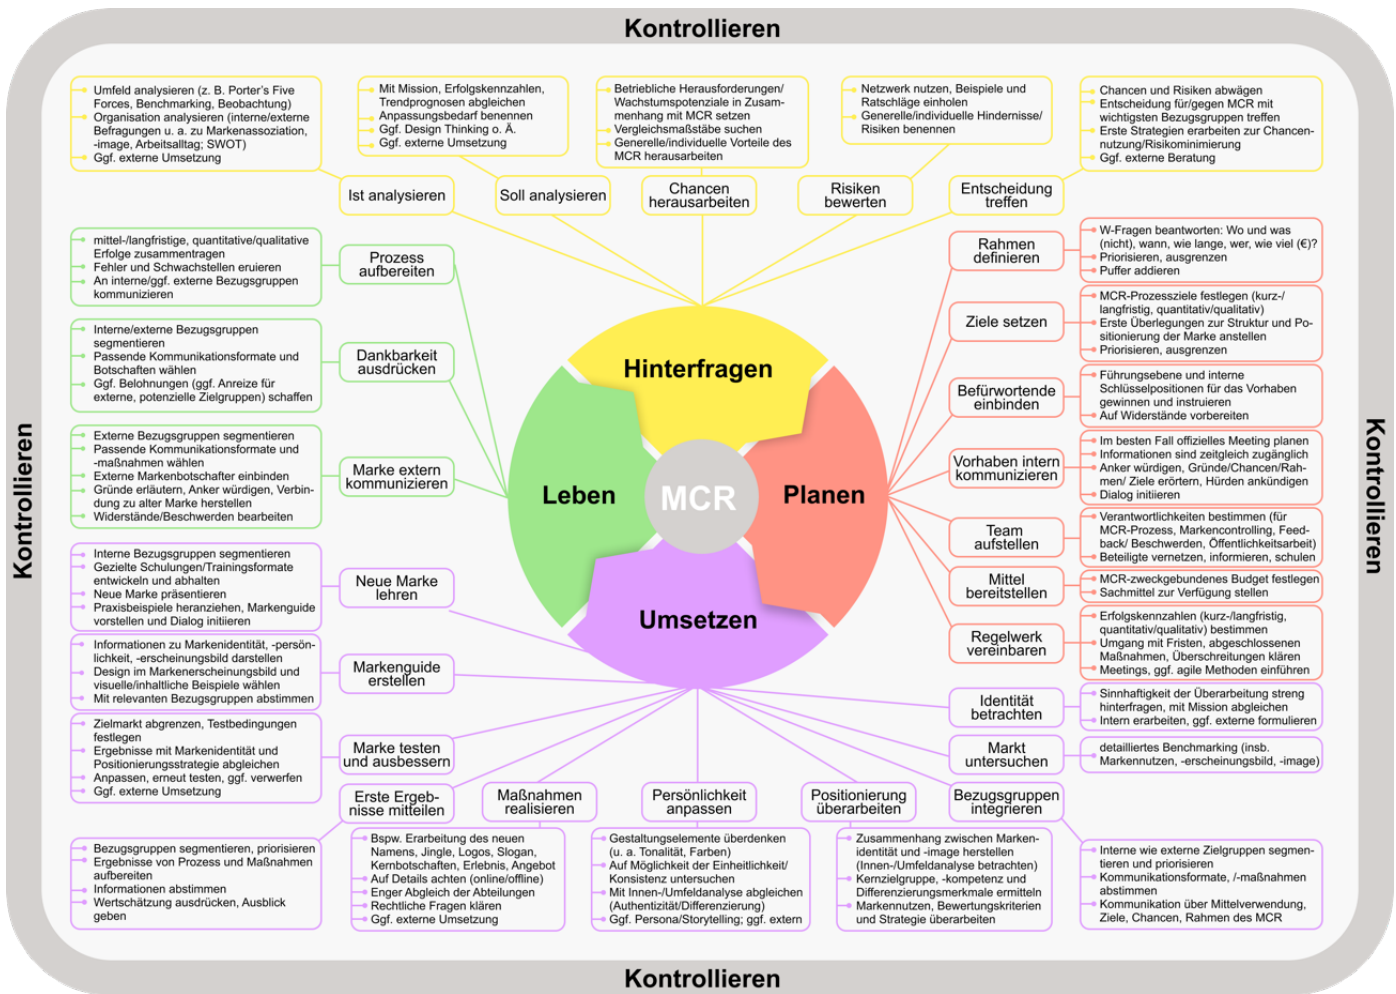 Kontrollieren
Umfeld analysieren (z. B. Porter's Five
Forces, Benchmarking, Beobachtung)
Organisation analysieren (interne/externe
Befragungen u. a. zu Markenassoziation,
-image, Arbeitsalltag; SWOT)
Ggf. externe Umsetzung
Ist analysieren
Mit Mission, Erfolgskennzahlen,
Trendprognosen abgleichen
Anpassungsbedarf benennen
Ggf. Design Thinking o. Ä.
Ggf. externe Umsetzung
Soll analysieren
Betriebliche Herausforderungen/
Wachstumspotenziale in Zusam-
menhang mit MCR setzen
Vergleichsmaßstäbe suchen
Generelle/individuelle Vorteile des
MCR herausarbeiten
Chancen
herausarbeiten
Netzwerk nutzen, Beispiele und
Ratschläge einholen
Generelle/individuelle Hindernisse/
Risiken benennen
Risiken
bewerten
Chancen und Risiken abwägen
Entscheidung für/gegen MCR mit
wichtigsten Bezugsgruppen treffen
Erste Strategien erarbeiten zur Chancen-
nutzung/Risikominimierung
Ggf. externe Beratung
Entscheidung
treffen
Rahmen
definieren
W-Fragen beantworten: Wo und was
(nicht), wann, wie lange, wer, wie viel (€)?
Priorisieren, ausgrenzen
Puffer addieren
Ziele setzen
MCR-Prozessziele festlegen (kurz-/
langfristig, quantitativ/qualitativ)
Erste Überlegungen zur Struktur und Po-
sitionierung der Marke anstellen
Priorisieren, ausgrenzen
Befürwortende
einbinden
Führungsebene und interne
Schlüsselpositionen für das Vorhaben
gewinnen und instruieren
Auf Widerstände vorbereiten
Vorhaben intern
kommunizieren
Im besten Fall offizielles Meeting planen
Informationen sind zeitgleich zugänglich
Anker würdigen, Gründe/Chancen/Rah-
men/ Ziele erörtern, Hürden ankündigen
Dialog initiieren
Team
aufstellen
Verantwortlichkeiten bestimmen (für
MCR-Prozess, Markencontrolling, Feed-
back/ Beschwerden, Öffentlichkeitsarbeit)
Beteiligte vernetzen, informieren, schulen
Mittel
bereitstellen
MCR-zweckgebundenes Budget festlegen
Sachmittel zur Verfügung stellen
Regelwerk
vereinbaren
Erfolgskennzahlen (kurz-/langfristig,
quantitativ/qualitativ) bestimmen
Umgang mit Fristen, abgeschlossenen
Maßnahmen, Überschreitungen klären
Meetings, ggf. agile Methoden einführen
Identität
betrachten
Sinnhaftigkeit der Überarbeitung streng
hinterfragen, mit Mission abgleichen
Intern erarbeiten, ggf. externe formulieren
Markt
untersuchen
detailliertes Benchmarking (insb.
Markennutzen, -erscheinungsbild, -image)
Bezugsgruppen
integrieren
Interne wie externe Zielgruppen segmen-
tieren und priorisieren
Kommunikationsformate, /-maßnahmen
abstimmen
Kommunikation über Mittelverwendung,
Ziele, Chancen, Rahmen des MCR
Positionierung
überarbeiten
Zusammenhang zwischen Marken-
identität und -image herstellen
(Innen-/Umfeldanalyse betrachten)
Kernzielgruppe, -kompetenz und
Differenzierungsmerkmale ermitteln
Markennutzen, Bewertungskriterien
und Strategie überarbeiten
Persönlichkeit
anpassen
Gestaltungselemente überdenken
(u. a. Tonalität, Farben)
Auf Möglichkeit der Einheitlichkeit/
Konsistenz untersuchen
Mit Innen-/Umfeldanalyse abgleichen
(Authentizität/Differenzierung)
Ggf. Persona/Storytelling; ggf. extern
Maßnahmen
realisieren
Bspw. Erarbeitung des neuen
Namens, Jingle, Logos, Slogan,
Kernbotschaften, Erlebnis, Angebot
Auf Details achten (online/offline)
Enger Abgleich der Abteilungen
Rechtliche Fragen klären
Ggf. externe Umsetzung
Erste Ergeb-
nisse mitteilen
Bezugsgruppen segmentieren, priorisieren
Ergebnisse von Prozess und Maßnahmen
aufbereiten
Informationen abstimmen
Wertschätzung ausdrücken, Ausblick
geben
Marke testen
und ausbessern
Zielmarkt abgrenzen, Testbedingungen
festlegen
Ergebnisse mit Markenidentität und
Positionierungsstrategie abgleichen
Anpassen, erneut testen, ggf. verwerfen
Ggf. externe Umsetzung
Markenguide
erstellen
Informationen zu Markenidentität, -persön-
lichkeit, -erscheinungsbild darstellen
Design im Markenerscheinungsbild und
visuelle/inhaltliche Beispiele wählen
Mit relevanten Bezugsgruppen abstimmen
Neue Marke
lehren
Interne Bezugsgruppen segmentieren
Gezielte Schulungen/Trainingsformate
entwickeln und abhalten
Neue Marke präsentieren
Praxisbeispiele heranziehen, Markenguide
vorstellen und Dialog initiieren
Marke extern
kommunizieren
Externe Bezugsgruppen segmentieren
Passende Kommunikationsformate und
-maßnahmen wählen
Externe Markenbotschafter einbinden
Gründe erläutern, Anker würdigen, Verbin-
dung zu alter Marke herstellen
Widerstände/Beschwerden bearbeiten
Dankbarkeit
ausdrücken
Interne/externe Bezugsgruppen
segmentieren
Passende Kommunikationsformate und
Botschaften wählen
Ggf. Belohnungen (ggf. Anreize für
externe, potenzielle Zielgruppen) schaffen
Prozess
aufbereiten
mittel-/langfristige, quantitative/qualitative
Erfolge zusammentragen
Fehler und Schwachstellen eruieren
An interne/ggf. externe Bezugsgruppen
kommunizieren
Hinterfragen
Leben
MCR
Planen
Umsetzen
Kontrollieren
Kontrollieren
Kontrollieren